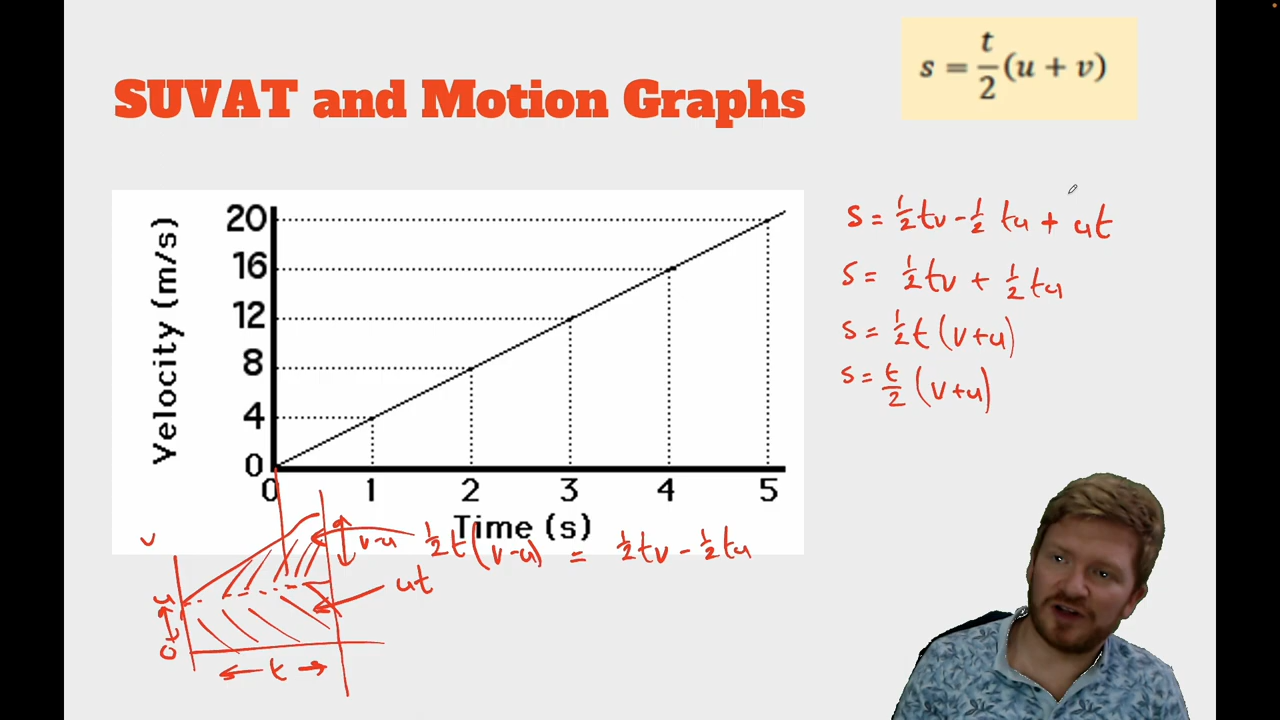 s = t/2 (u + v)
SUVAT and Motion Graphs
Velocity (m/s)
20
16
12
8
4
0
0 1 2 3 4 5
Time (s)
s = ½tv - ½tu + ut
s = ½tv + ½tu
s = ½t(v+u)
s = t/2 (v+u)
v
u
0
t
v-u
½t(v-u) = ½tv - ½tu
ut